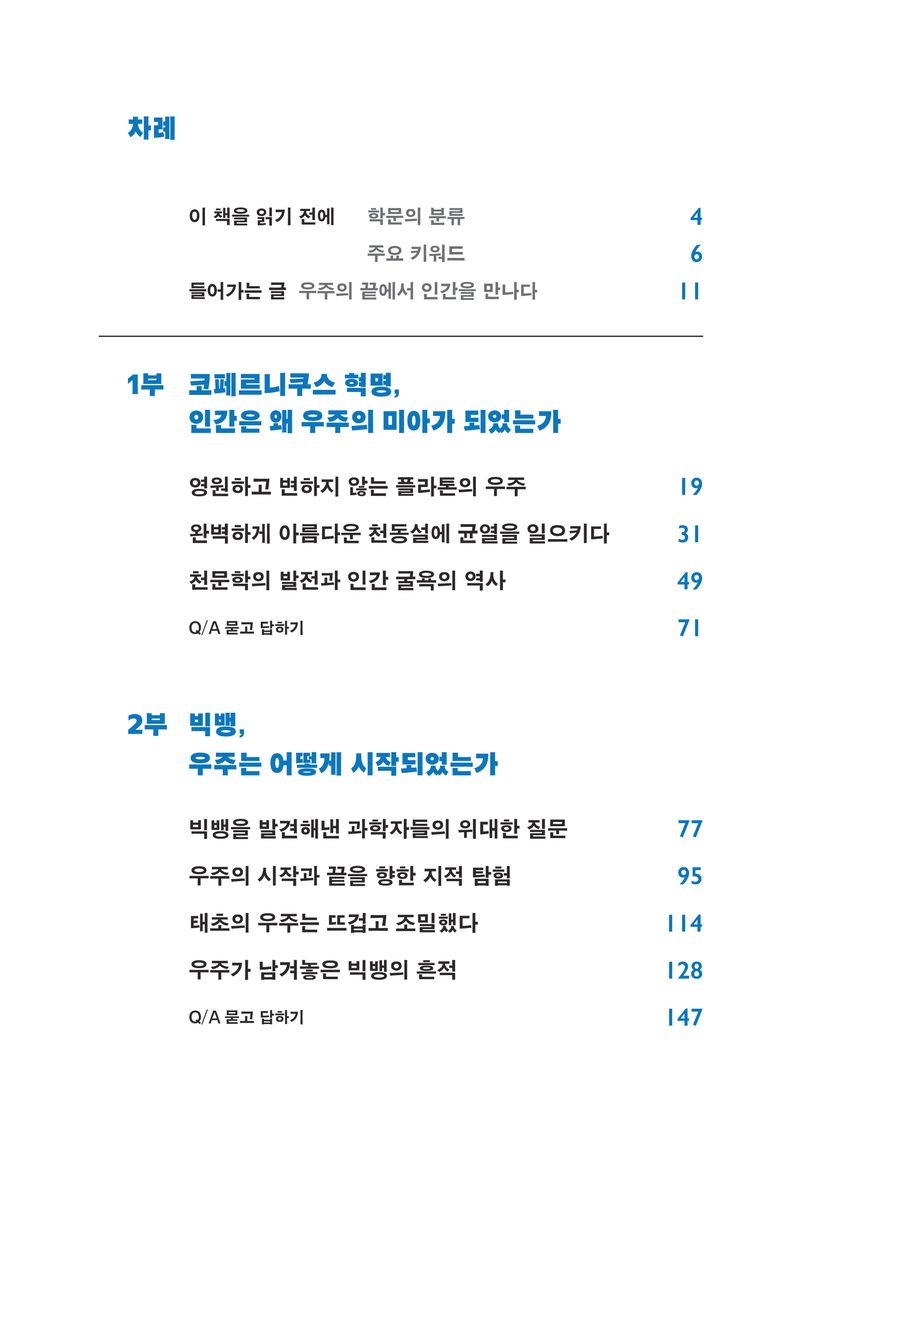 차례
이 책을 읽기 전에 학문의 분류 4
주요 키워드 6
들어가는 글 우주의 끝에서 인간을 만나다 11
1부 코페르니쿠스 혁명,
인간은 왜 우주의 미아가 되었는가
영원하고 변하지 않는 플라톤의 우주 19
완벽하게 아름다운 천동설에 균열을 일으키다 31
천문학의 발전과 인간 굴욕의 역사 49
Q/A 묻고 답하기 71
2부 빅뱅,
우주는 어떻게 시작되었는가
빅뱅을 발견해낸 과학자들의 위대한 질문 77
우주의 시작과 끝을 향한 지적 탐험 95
태초의 우주는 뜨겁고 조밀했다 114
우주가 남겨놓은 빅뱅의 흔적 128
Q/A 묻고 답하기 147